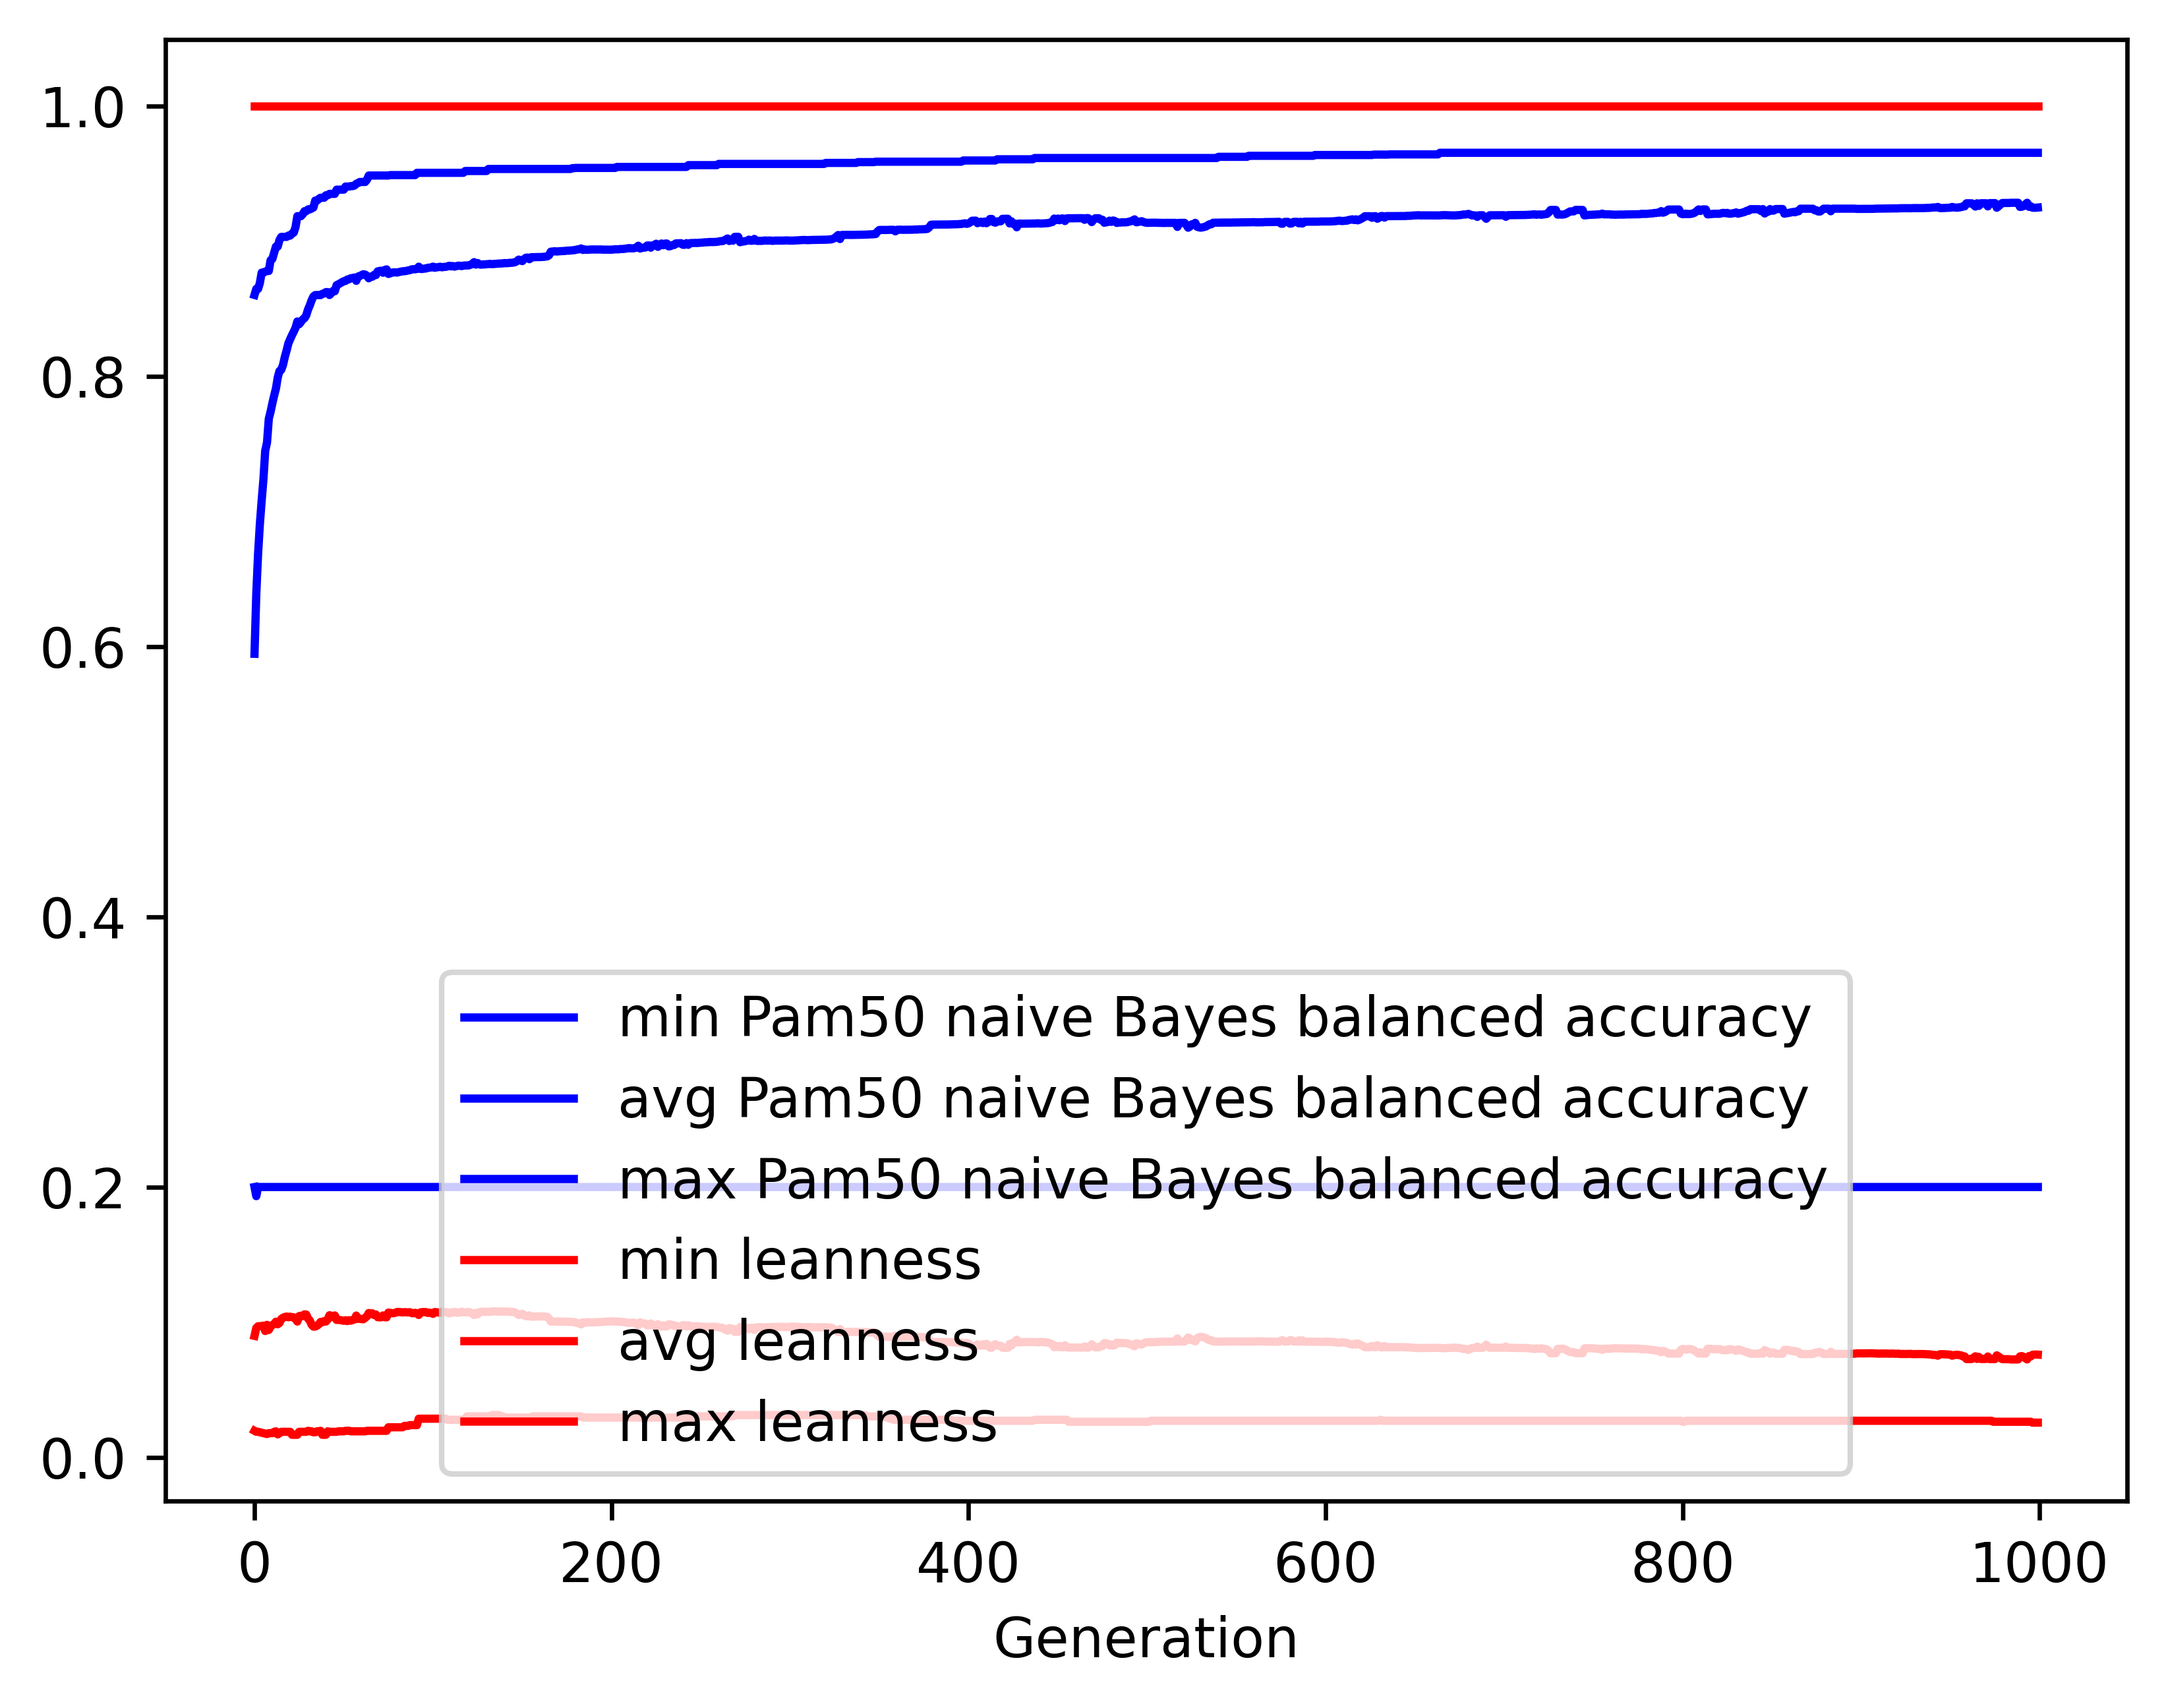 1.0
0.8
0.6
0.4
0.2
0.0
min Pam50 naive Bayes balanced accuracy
avg Pam50 naive Bayes balanced accuracy
max Pam50 naive Bayes balanced accuracy
min leanness
avg leanness
max leanness
0 200 400 600 800 1000
Generation